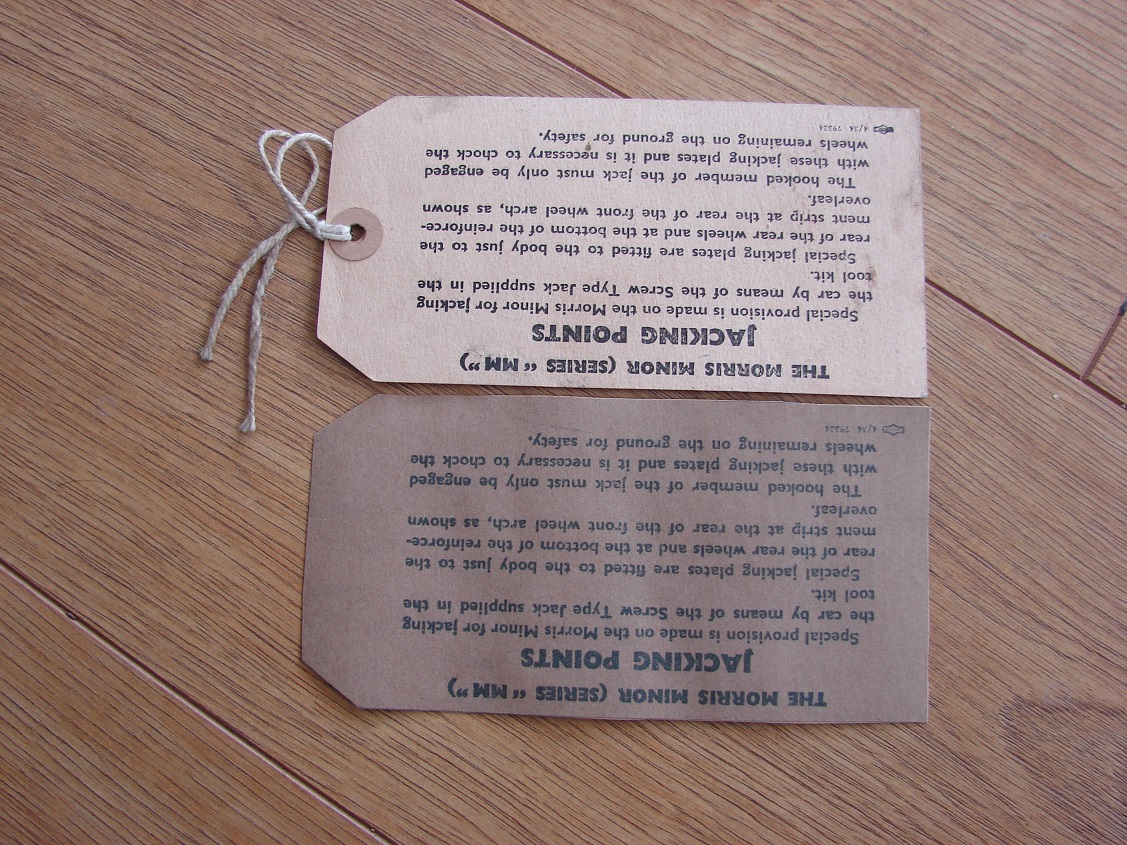 THE MORRIS MINOR (SERIES “ MM ”)
JACKING POINTS
Special provision is made on the Morris Minor for jacking
the car by means of the Screw Type Jack supplied in the
tool kit.
Special jacking plates are fitted to the body just to the
rear of the rear wheels and at the bottom of the reinforce-
ment strip at the rear of the front wheel arch, as shown
overleaf.
The hooked member of the jack must only be engaged
with these jacking plates and it is necessary to chock the
wheels remaining on the ground for safety.
4/34 79324
THE MORRIS MINOR (SERIES “ MM ”)
JACKING POINTS
Special provision is made on the Morris Minor for jacking
the car by means of the Screw Type Jack supplied in the
tool kit.
Special jacking plates are fitted to the body just to the
rear of the rear wheels and at the bottom of the reinforce-
ment strip at the rear of the front wheel arch, as shown
overleaf.
The hooked member of the jack must only be engaged
with these jacking plates and it is necessary to chock the
wheels remaining on the ground for safety.
4/34 79324